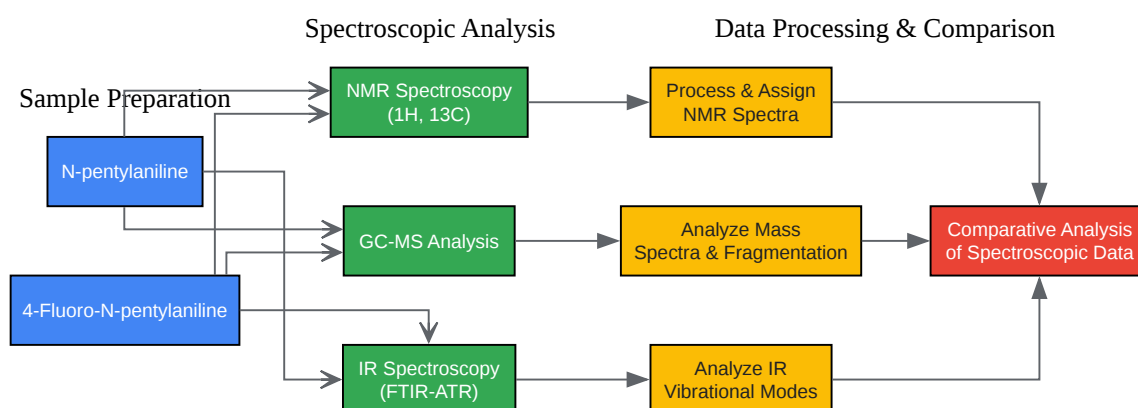 Spectroscopic Analysis
Data Processing & Comparison
Sample Preparation
NMR Spectroscopy
(1H, 13C)
Process & Assign
NMR Spectra
N-pentylaniline
GC-MS Analysis
Analyze Mass
Spectra & Fragmentation
Comparative Analysis
of Spectroscopic Data
4-Fluoro-N-pentylaniline
IR Spectroscopy
(FTIR-ATR)
Analyze IR
Vibrational Modes